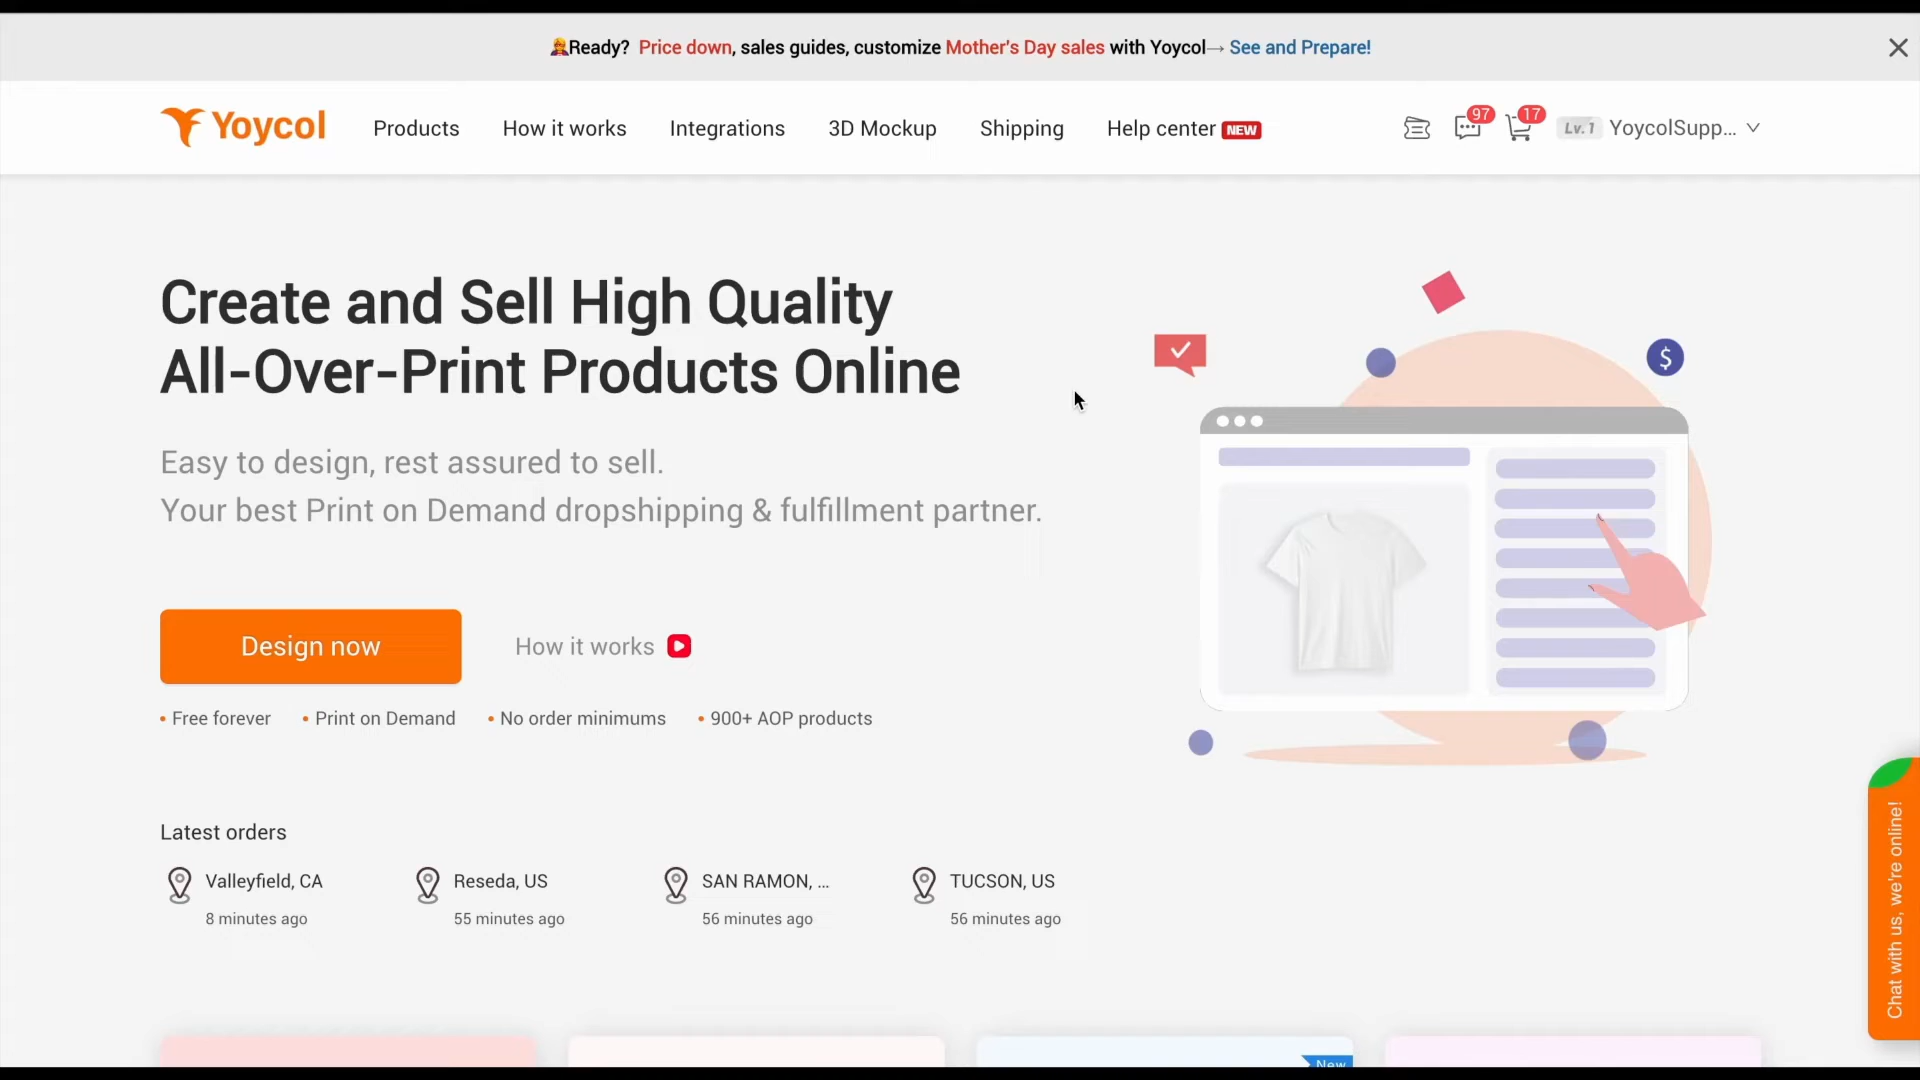 Ready? Price down, sales guides, customize Mother's Day sales with Yoycol→ See and Prepare!
Yoycol
Products
How it works
Integrations
3D Mockup
Shipping
Help center NEW
97
17
Lv.1
YoycolSupp...
Create and Sell High Quality
All-Over-Print Products Online
Easy to design, rest assured to sell.
Your best Print on Demand dropshipping & fulfillment partner.
$
Design now
How it works
• Free forever
• Print on Demand
• No order minimums
• 900+ AOP products
Latest orders
Valleyfield, CA
8 minutes ago
Reseda, US
55 minutes ago
SAN RAMON, ...
56 minutes ago
TUCSON, US
56 minutes ago
Chat with us, we're online!
New